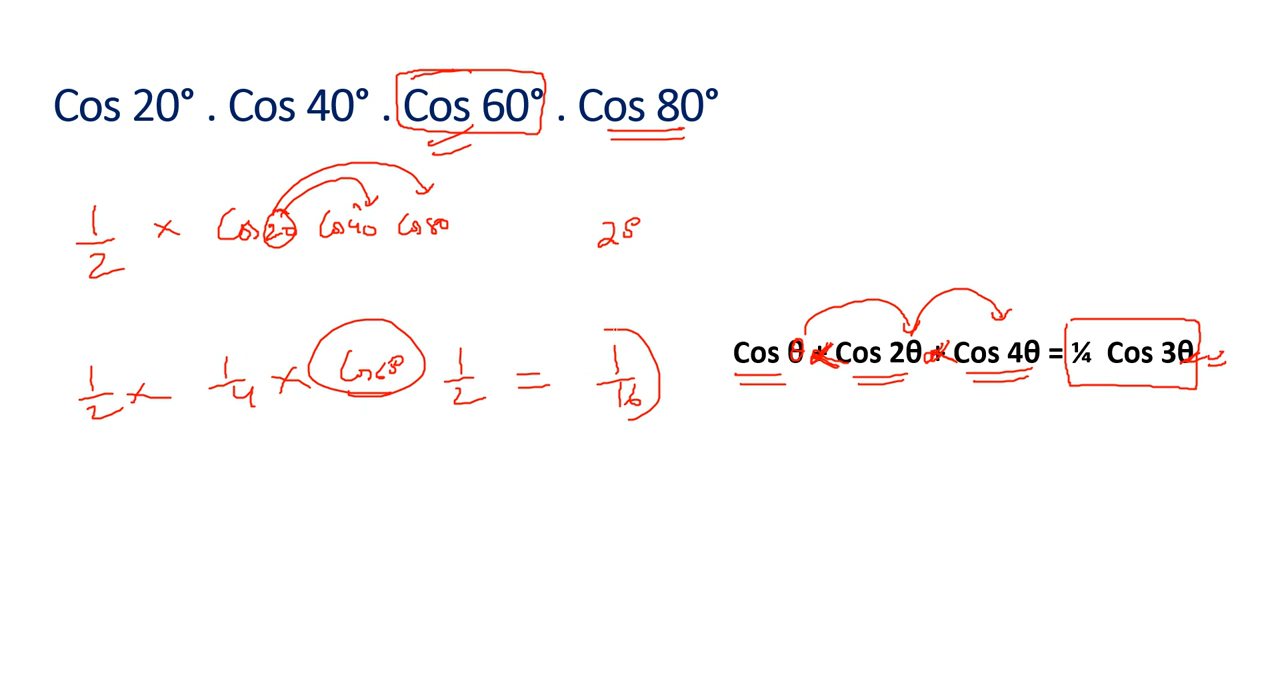 Cos 20° . Cos 40° . Cos 60° . Cos 80°
1/2 × Cos 20 Cos 40 Cos 80
20°
Cos θ × Cos 2θ × Cos 4θ = ¼ Cos 3θ
1/2 × 1/4 × Cos 60° 1/2 = 1/16